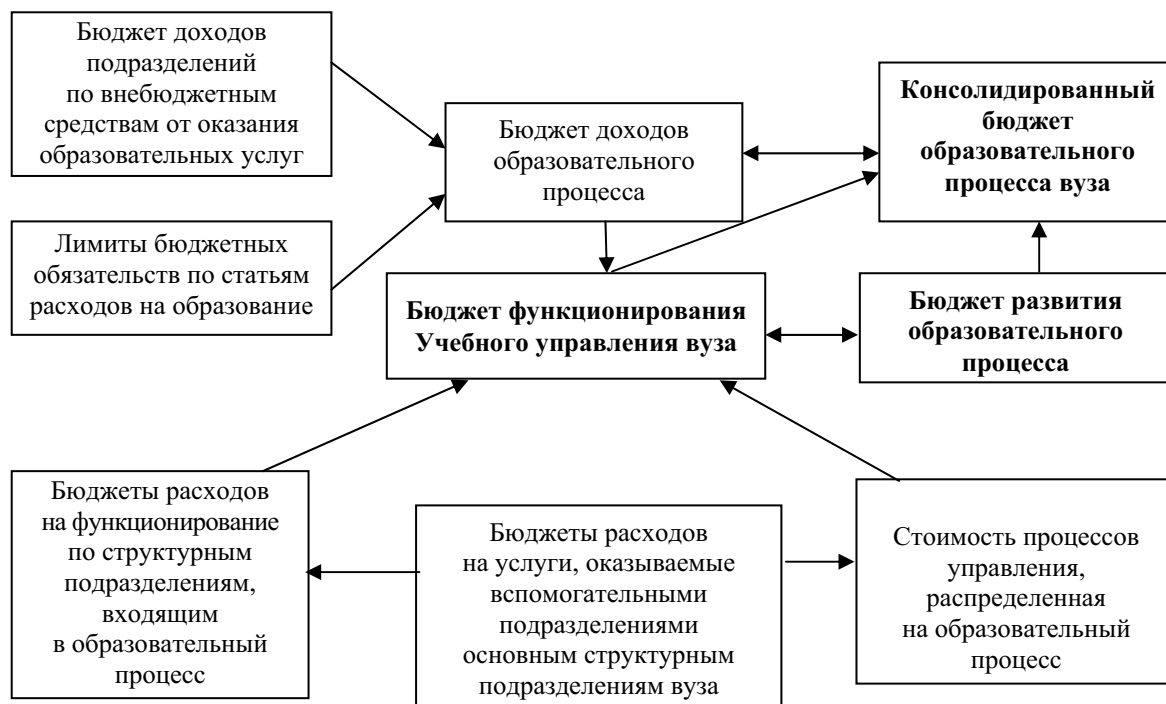 Бюджет доходов
подразделений
по внебюджетным
средствам от оказания
образовательных услуг
Бюджет доходов
образовательного
процесса
Консолидированный
бюджет
образовательного
процесса вуза
Лимиты бюджетных
обязательств по статьям
расходов на образование
Бюджет функционирования
Учебного управления вуза
Бюджет развития
образовательного
процесса
Бюджеты расходов
на функционирование
по структурным
подразделениям,
входящим
в образовательный
процесс
Бюджеты расходов
на услуги, оказываемые
вспомогательными
подразделениями
основным структурным
подразделениям вуза
Стоимость процессов
управления,
распределенная
на образовательный
процесс